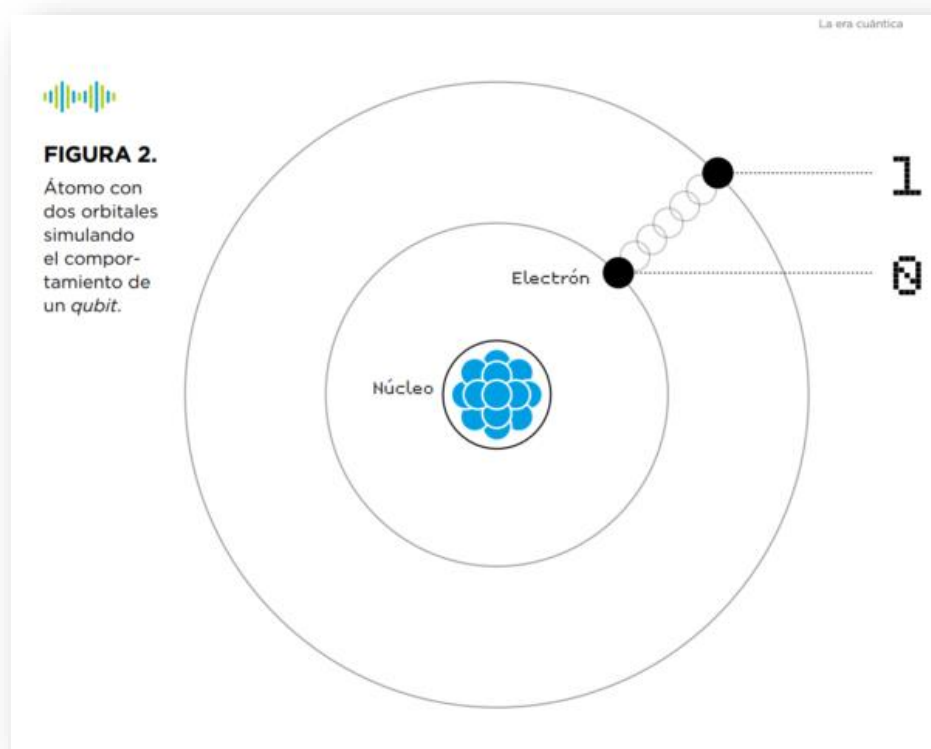 La era cuántica
FIGURA 2.
Átomo con
dos orbitales
simulando
el compor-
tamiento de
un qubit.
1
Electrón
0
Núcleo